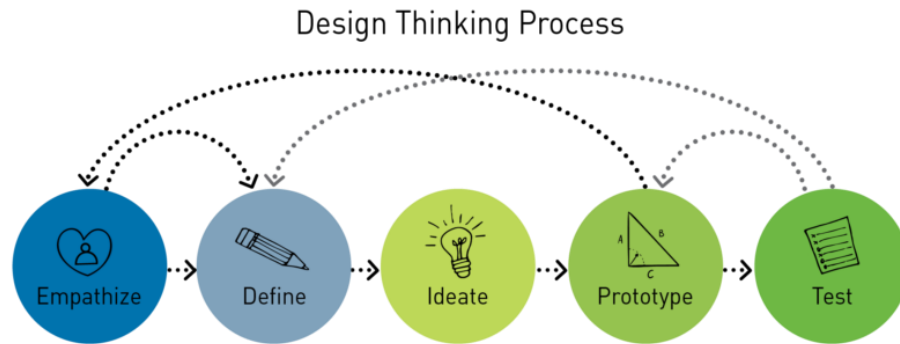 Design Thinking Process
Empathize
Define
Ideate
A
B
C
Prototype
Test